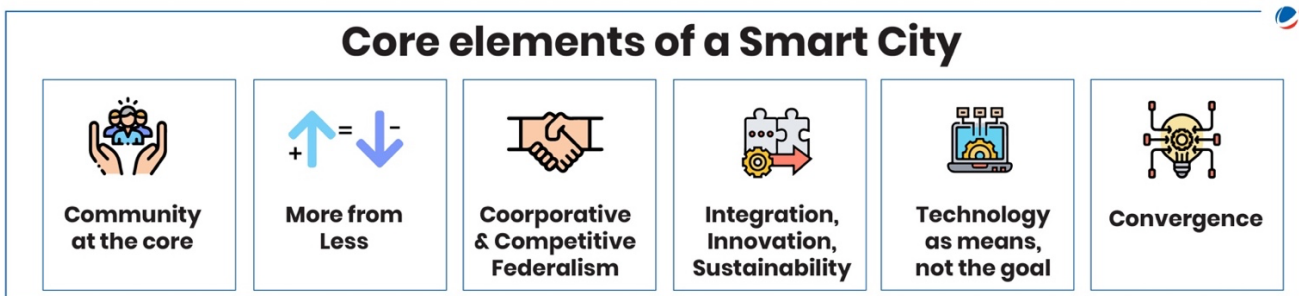 Core elements of a Smart City
Community
at the core
More from
Less
Coorporative
& Competitive
Federalism
Integration,
Innovation,
Sustainability
Technology
as means,
not the goal
Convergence